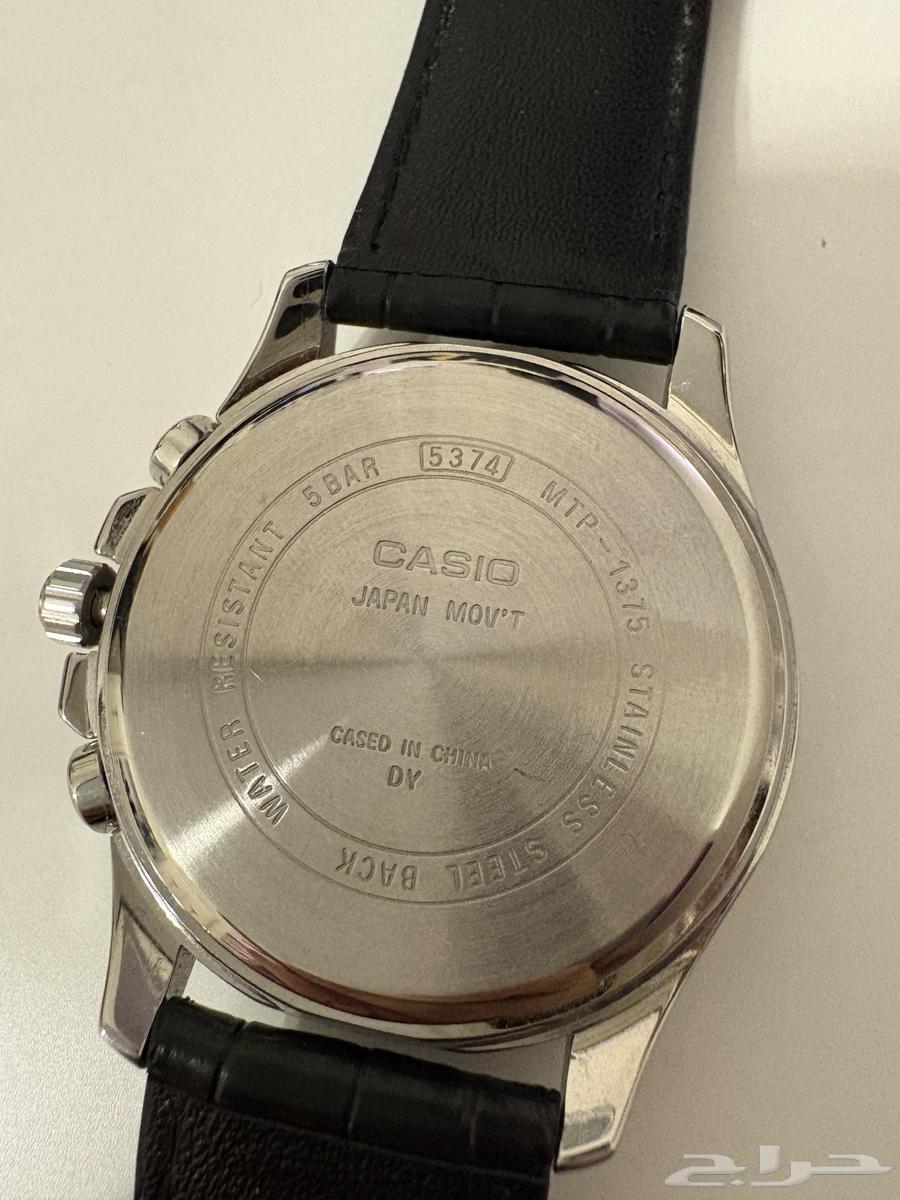 WATER RESISTANT 5BAR 5374 MTP-1375 STAINLESS STEEL BACK
CASIO
JAPAN MOV'T
CASED IN CHINA
DY
حراج